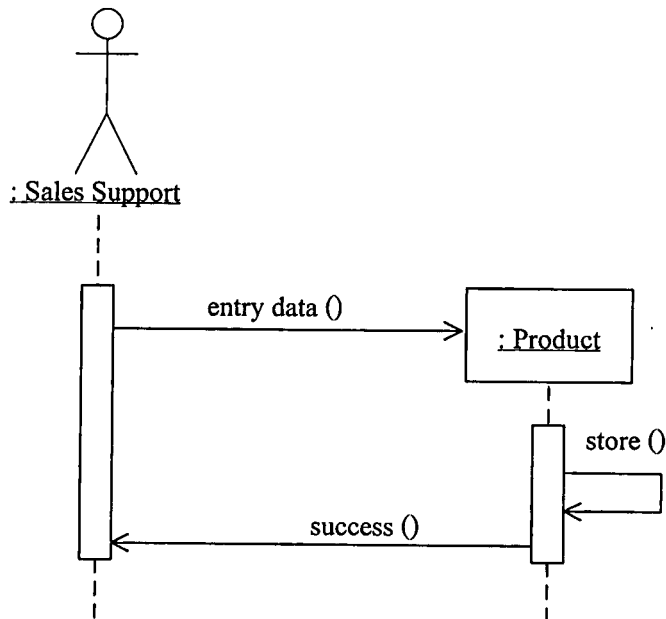 : Sales Support
entry data ()
: Product
store ()
success ()